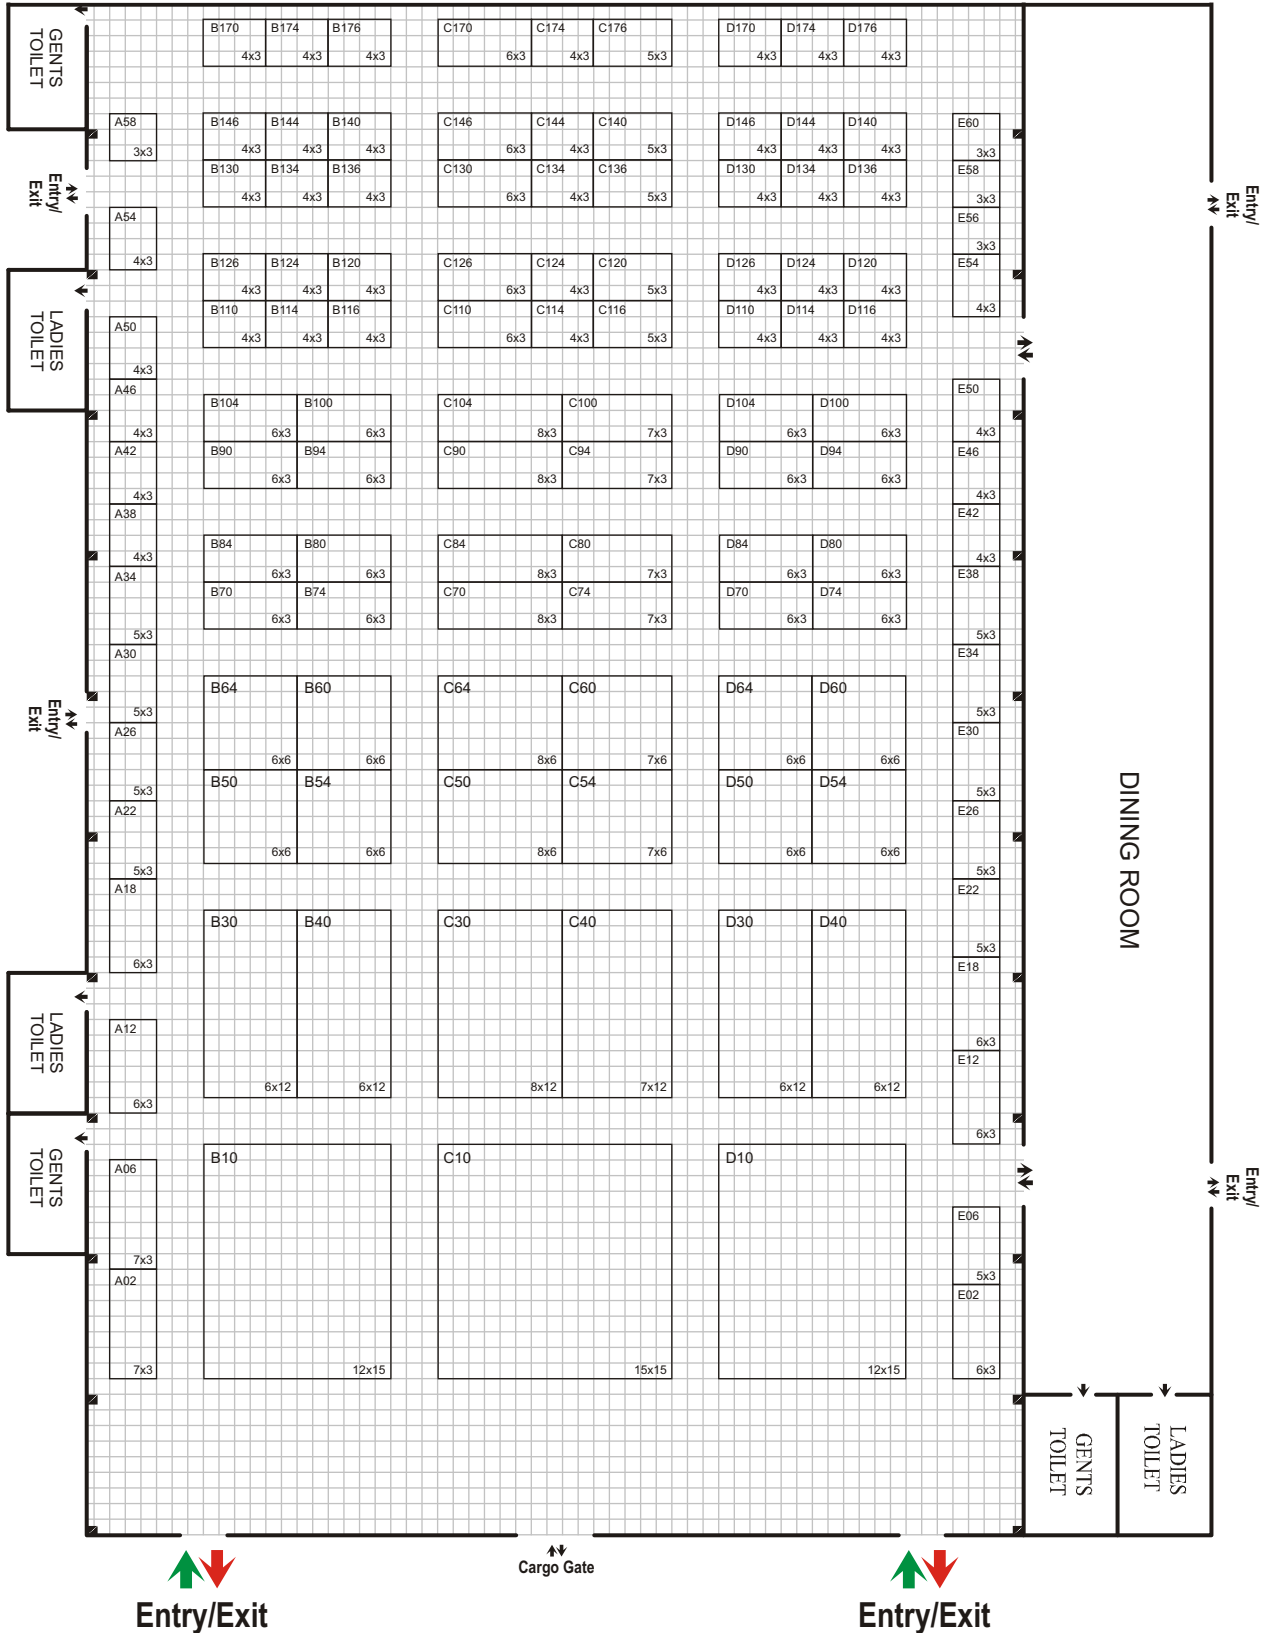 GENTS
TOILET
B170
B174
B176
4x3
4x3
4x3
C170
C174
C176
6x3
4x3
5x3
D170
D174
D176
4x3
4x3
4x3
A58
3x3
B146
B144
B140
4x3
4x3
4x3
C146
C144
C140
6x3
4x3
5x3
D146
D144
D140
4x3
4x3
4x3
E60
3x3
B130
B134
B136
4x3
4x3
4x3
C130
C134
C136
6x3
4x3
5x3
D130
D134
D136
4x3
4x3
4x3
E58
3x3
Entry/
Exit
Entry/
Exit
A54
4x3
E56
3x3
LADIES
TOILET
B126
B124
B120
4x3
4x3
4x3
C126
C124
C120
6x3
4x3
5x3
D126
D124
D120
4x3
4x3
4x3
E54
4x3
B110
B114
B116
4x3
4x3
4x3
C110
C114
C116
6x3
4x3
5x3
D110
D114
D116
4x3
4x3
4x3
A50
4x3
A46
4x3
B104
B100
6x3
6x3
C104
C100
8x3
7x3
D104
D100
6x3
6x3
E50
4x3
A42
4x3
B90
B94
6x3
6x3
C90
C94
8x3
7x3
D90
D94
6x3
6x3
E46
4x3
A38
4x3
B84
B80
6x3
6x3
C84
C80
8x3
7x3
D84
D80
6x3
6x3
E42
4x3
A34
5x3
B70
B74
6x3
6x3
C70
C74
8x3
7x3
D70
D74
6x3
6x3
E38
5x3
A30
5x3
E34
5x3
B64
B60
6x6
6x6
C64
C60
8x6
7x6
D64
D60
6x6
6x6
Entry/
Exit
A26
5x3
E30
5x3
B50
B54
6x6
6x6
C50
C54
8x6
7x6
D50
D54
6x6
6x6
DINING ROOM
A22
5x3
E26
5x3
A18
6x3
E22
5x3
B30
B40
6x12
6x12
C30
C40
8x12
7x12
D30
D40
6x12
6x12
E18
6x3
LADIES
TOILET
A12
6x3
E12
6x3
GENTS
TOILET
A06
7x3
B10
12x15
C10
15x15
D10
12x15
Entry/
Exit
E06
5x3
A02
7x3
E02
6x3
GENTS
TOILET
LADIES
TOILET
Cargo Gate
Entry/Exit
Entry/Exit